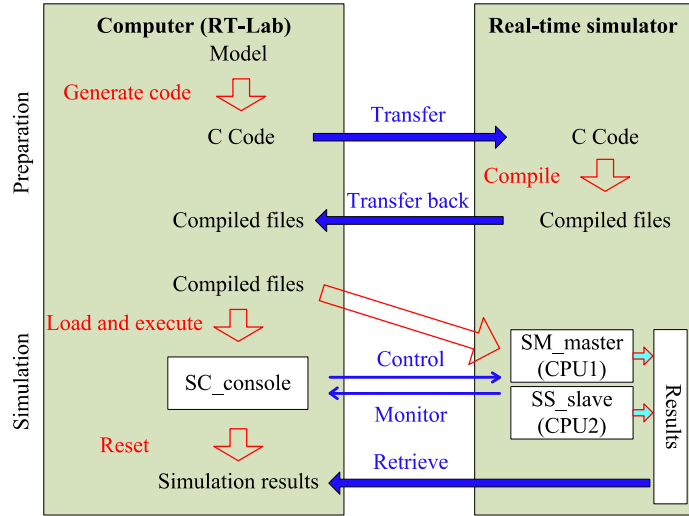 Computer (RT-Lab)
Real-time simulator
Preparation
Model
Generate code
C Code
Transfer
C Code
Compile
Compiled files
Transfer back
Compiled files
Simulation
Compiled files
Load and execute
SC_console
Control
Monitor
SM_master
(CPU1)
SS_slave
(CPU2)
Results
Reset
Simulation results
Retrieve